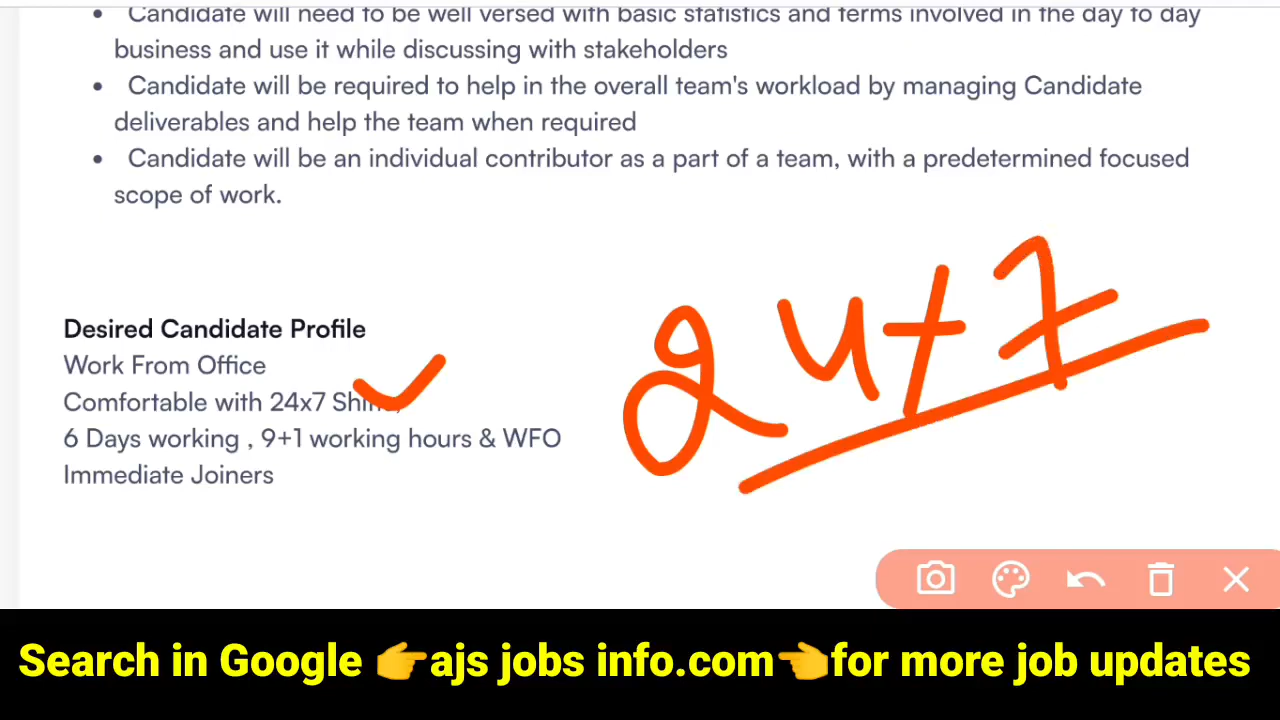 • Candidate will need to be well versed with basic statistics and terms involved in the day to day
business and use it while discussing with stakeholders
• Candidate will be required to help in the overall team's workload by managing Candidate
deliverables and help the team when required
• Candidate will be an individual contributor as a part of a team, with a predetermined focused
scope of work.
Desired Candidate Profile
Work From Office
Comfortable with 24x7
6 Days working , 9+1 working hours & WFO
Immediate Joiners
24+7
Search in Google 👉ajs jobs info.com👈for more job updates